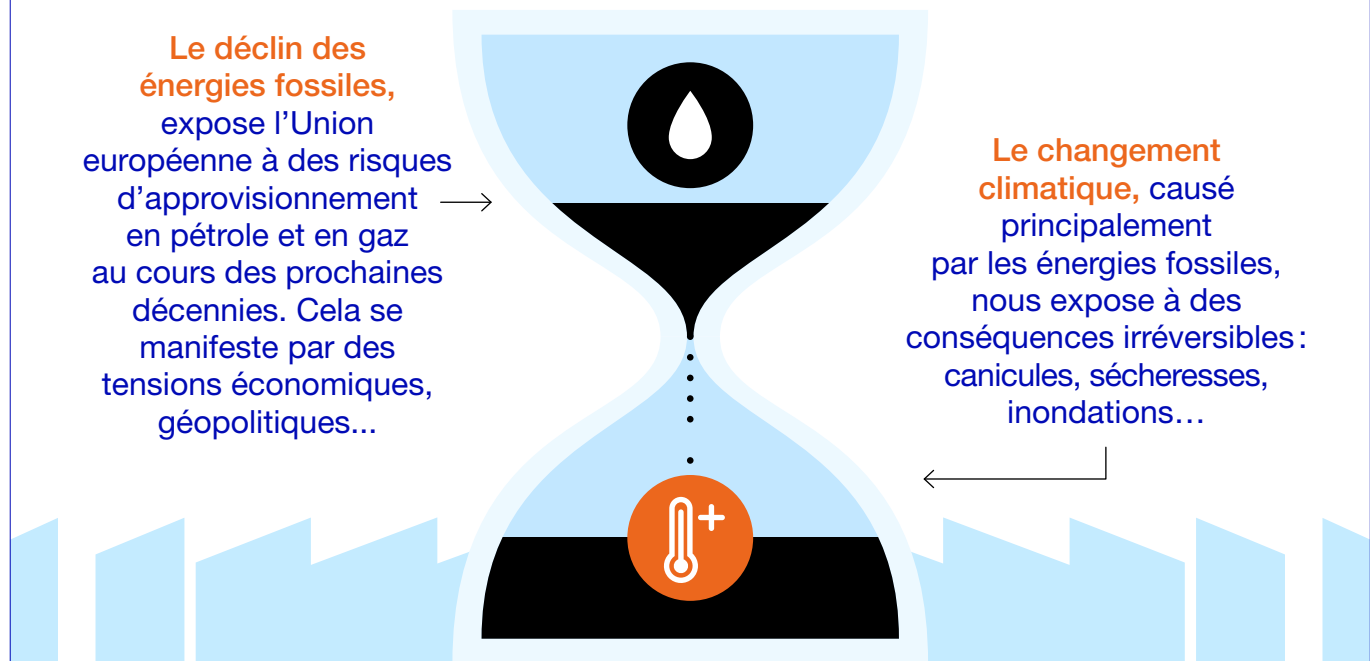 Le déclin des
énergies fossiles,
expose l’Union
européenne à des risques
d’approvisionnement
en pétrole et en gaz
au cours des prochaines
décennies. Cela se
manifeste par des
tensions économiques,
géopolitiques...
Le changement
climatique, causé
principalement
par les énergies fossiles,
nous expose à des
conséquences irréversibles :
canicules, sécheresses,
inondations…